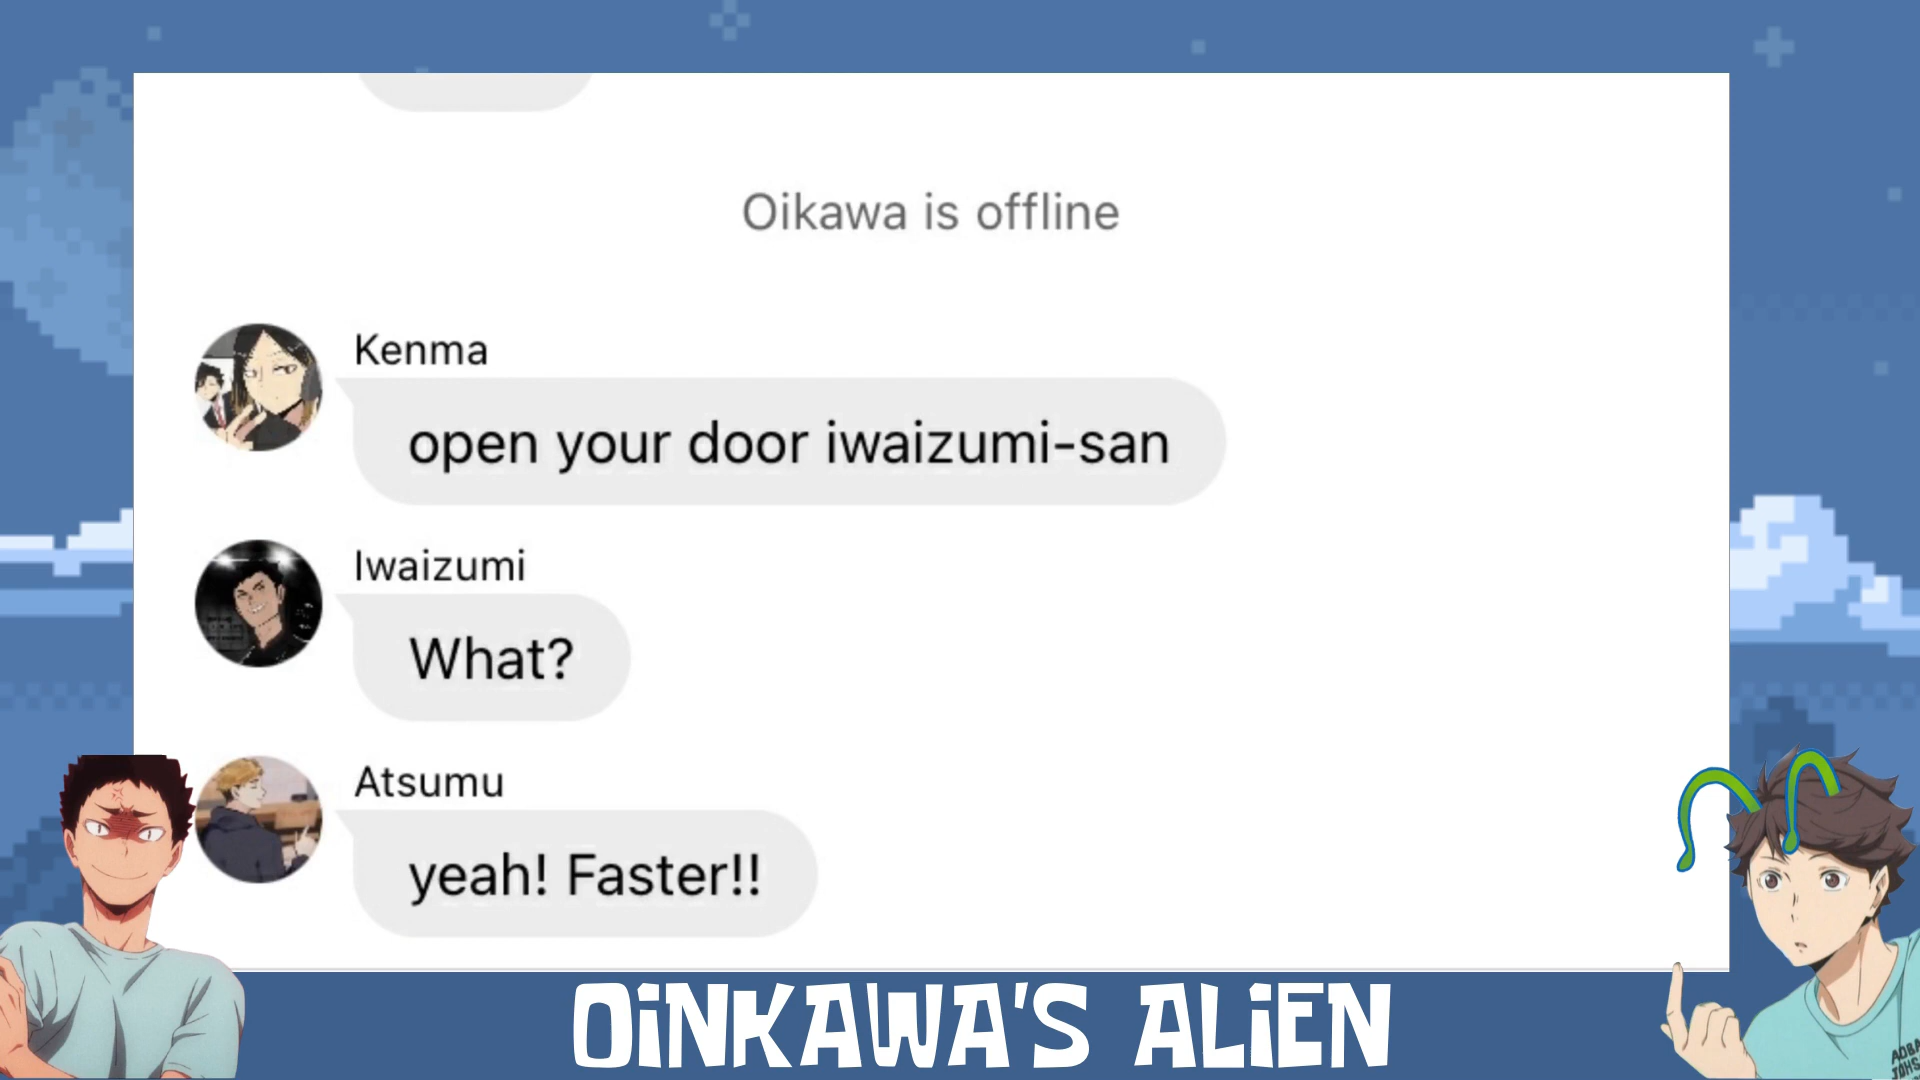 Oikawa is offline
Kenma
open your door iwaizumi-san
Iwaizumi
What?
Atsumu
yeah! Faster!!
OiNKAWA'S ALiEN